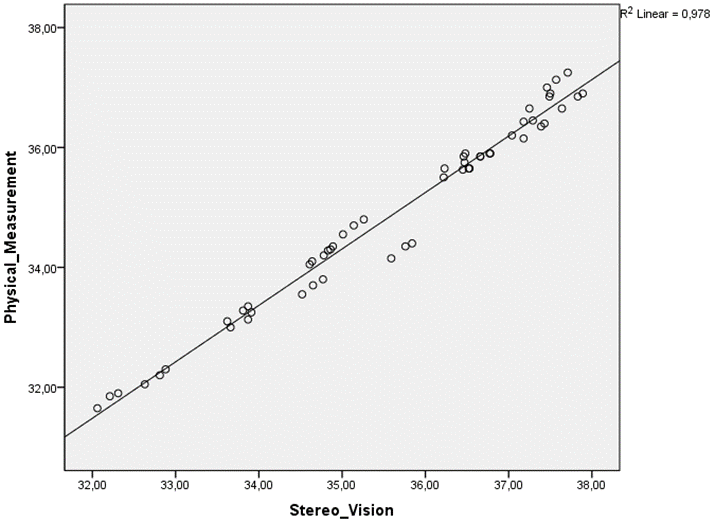 R² Linear = 0,978
Physical_Measurement
38,00
36,00
34,00
32,00
32,00 33,00 34,00 35,00 36,00 37,00 38,00
Stereo_Vision